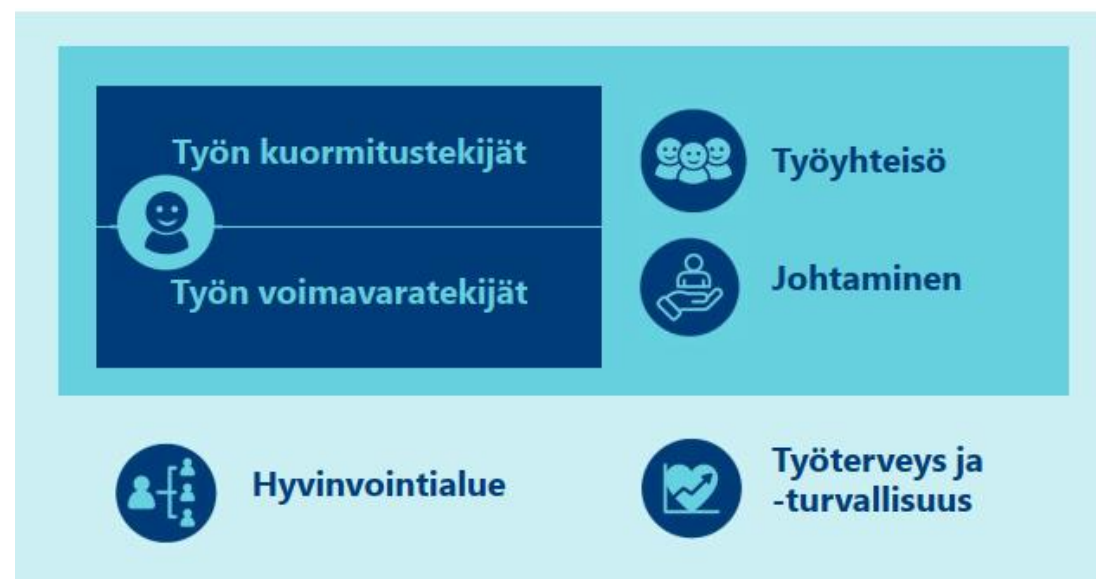 Työn kuormitustekijät
Työn voimavaratekijät
Työyhteisö
Johtaminen
Hyvinvointialue
Työterveys ja
-turvallisuus